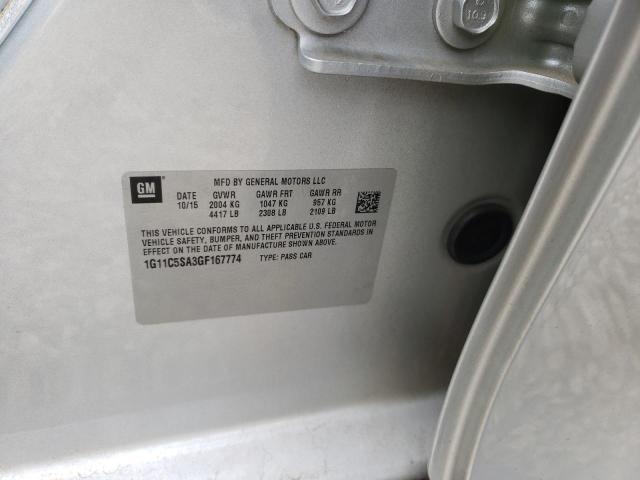 169
GM
MFD BY GENERAL MOTORS LLC
DATE GVWR GAWR FRT GAWR RR
10/15 2004 KG 1047 KG 957 KG
4417 LB 2308 LB 2109 LB
THIS VEHICLE CONFORMS TO ALL APPLICABLE U.S. FEDERAL MOTOR
VEHICLE SAFETY, BUMPER, AND THEFT PREVENTION STANDARDS IN
EFFECT ON THE DATE OF MANUFACTURE SHOWN ABOVE.
1G11C5SA3GF167774 TYPE: PASS CAR